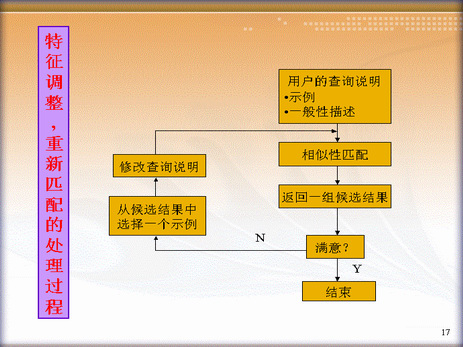 特征调整，重新匹配的处理过程
用户的查询说明
•示例
•一般性描述
相似性匹配
修改查询说明
返回一组候选结果
从候选结果中
选择一个示例
N
满意？
Y
结束
17